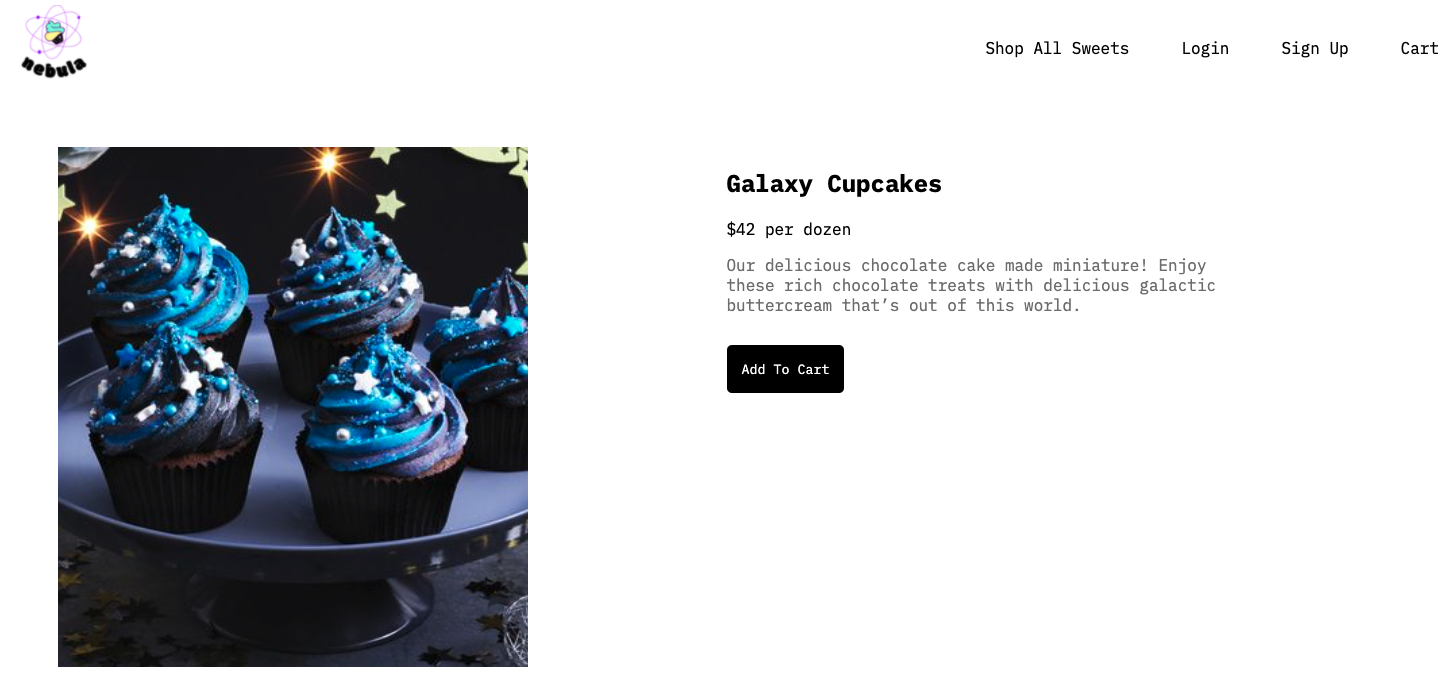 nebula
Shop All Sweets Login Sign Up Cart
Galaxy Cupcakes
$42 per dozen
Our delicious chocolate cake made miniature! Enjoy
these rich chocolate treats with delicious galactic
buttercream that’s out of this world.
Add To Cart